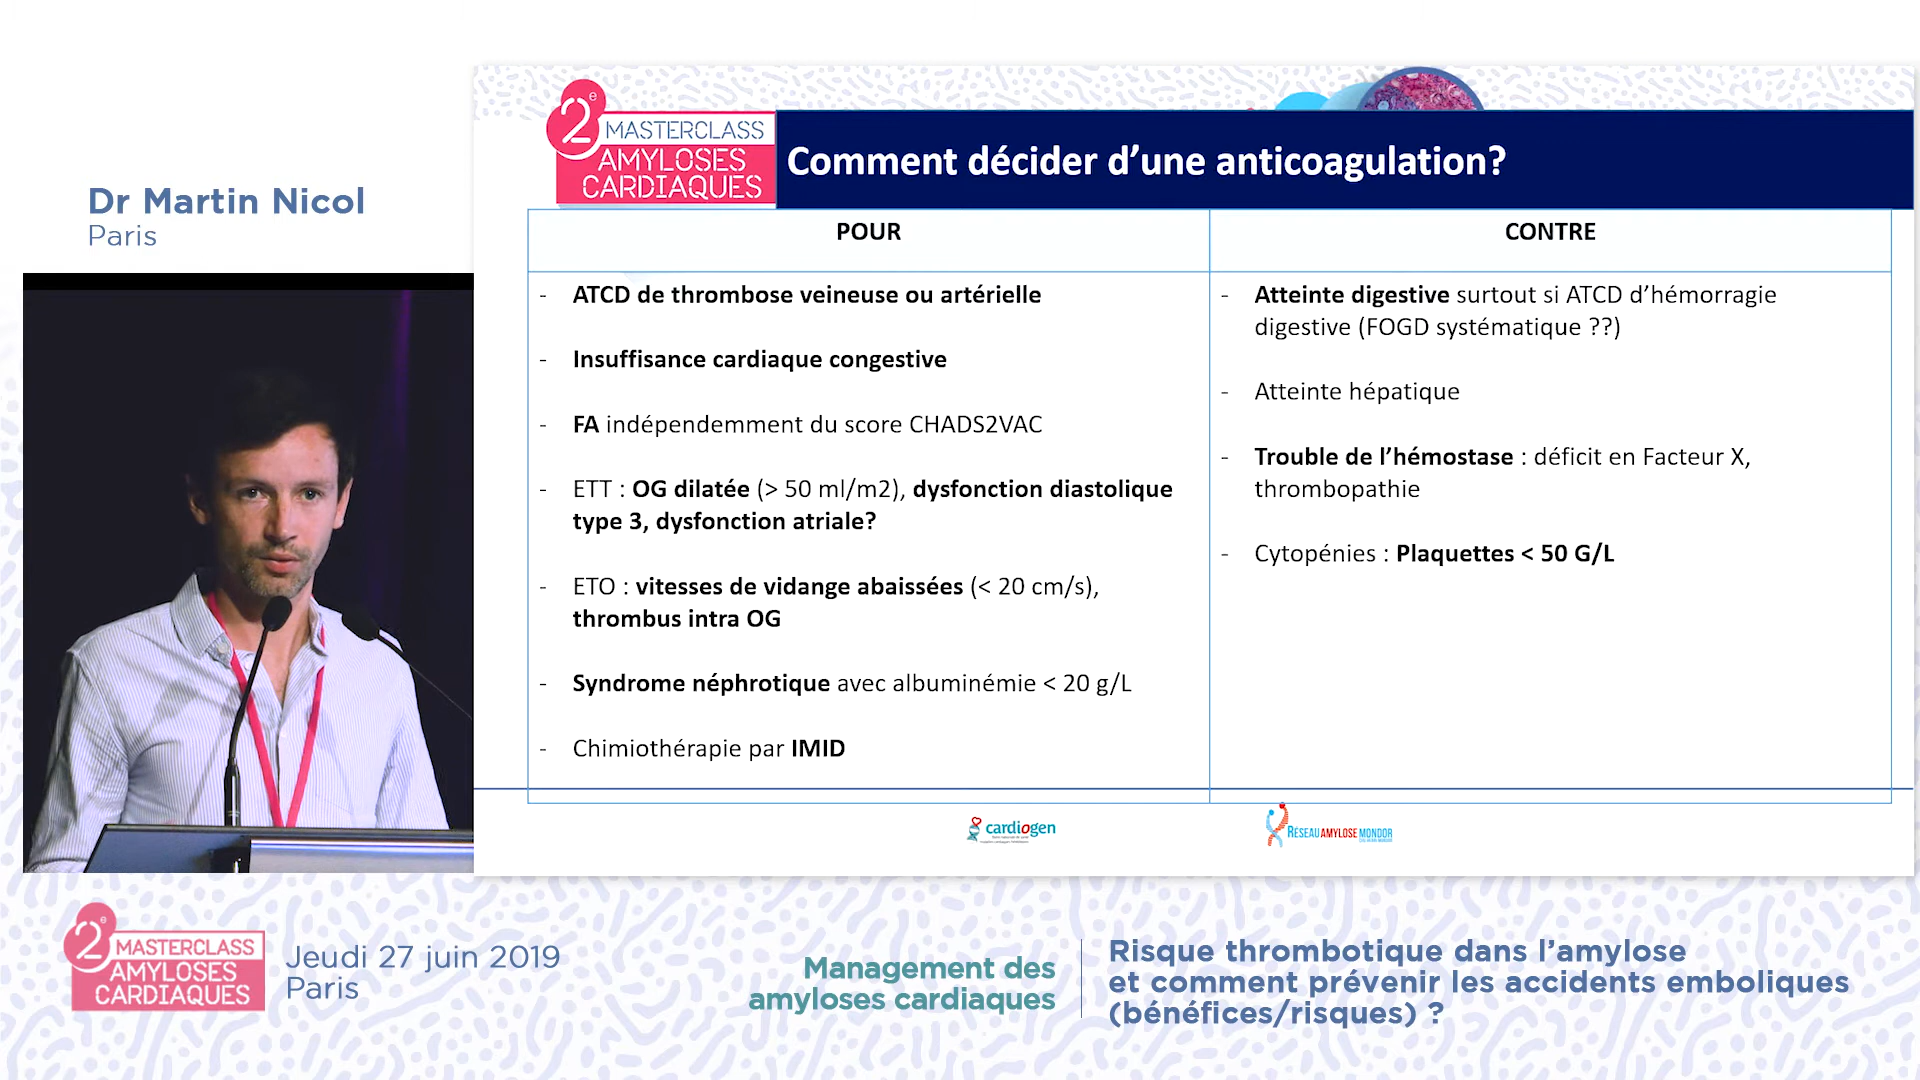 2e MASTERCLASS
AMYLOSES
CARDIAQUES
Comment décider d’une anticoagulation?
Dr Martin Nicol
Paris
POUR
- ATCD de thrombose veineuse ou artérielle
- Insuffisance cardiaque congestive
- FA indépendemment du score CHADS2VAC
- ETT : OG dilatée (> 50 ml/m2), dysfonction diastolique
type 3, dysfonction atriale?
- ETO : vitesses de vidange abaissées (< 20 cm/s),
thrombus intra OG
- Syndrome néphrotique avec albuminémie < 20 g/L
- Chimiothérapie par IMID
CONTRE
- Atteinte digestive surtout si ATCD d’hémorragie
digestive (FOGD systématique ??)
- Atteinte hépatique
- Trouble de l’hémostase : déficit en Facteur X,
thrombopathie
- Cytopénies : Plaquettes < 50 G/L
cardiogen
RÉSEAU AMYLOSE MONDOR
2e MASTERCLASS
AMYLOSES
CARDIAQUES
Jeudi 27 juin 2019
Paris
Management des
amyloses cardiaques
Risque thrombotique dans l’amylose
et comment prévenir les accidents emboliques
(bénéfices/risques) ?